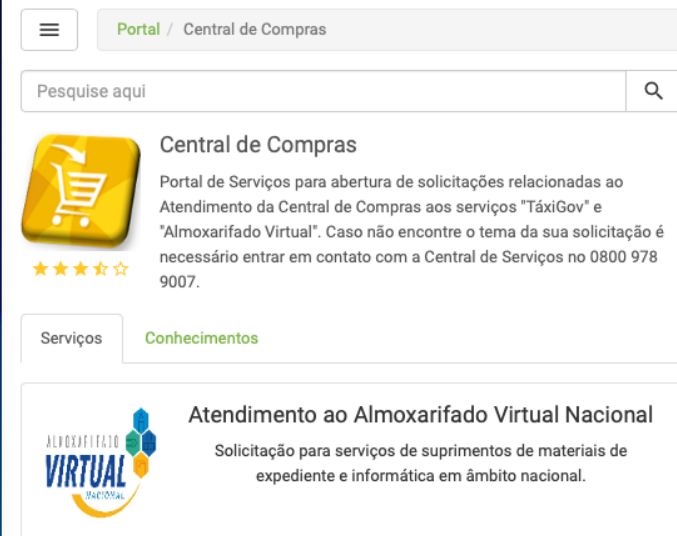 Portal / Central de Compras
Pesquise aqui
Central de Compras
Portal de Serviços para abertura de solicitações relacionadas ao
Atendimento da Central de Compras aos serviços "TáxiGov" e
"Almoxarifado Virtual". Caso não encontre o tema da sua solicitação é
necessário entrar em contato com a Central de Serviços no 0800 978
9007.
Serviços Conhecimentos
Atendimento ao Almoxarifado Virtual Nacional
Solicitação para serviços de suprimentos de materiais de
expediente e informática em âmbito nacional.
ALMOXARIFADO
VIRTUAL
NACIONAL